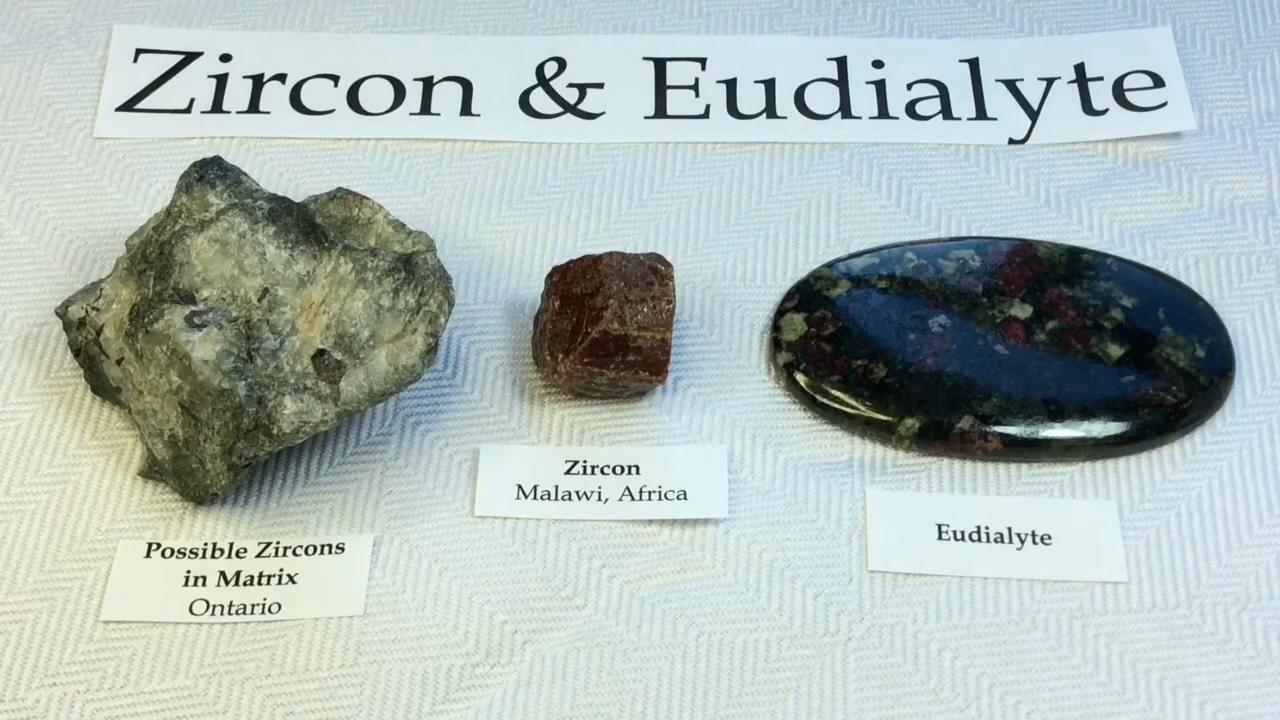 Zircon & Eudialyte
Zircon
Malawi, Africa
Eudialyte
Possible Zircons
in Matrix
Ontario